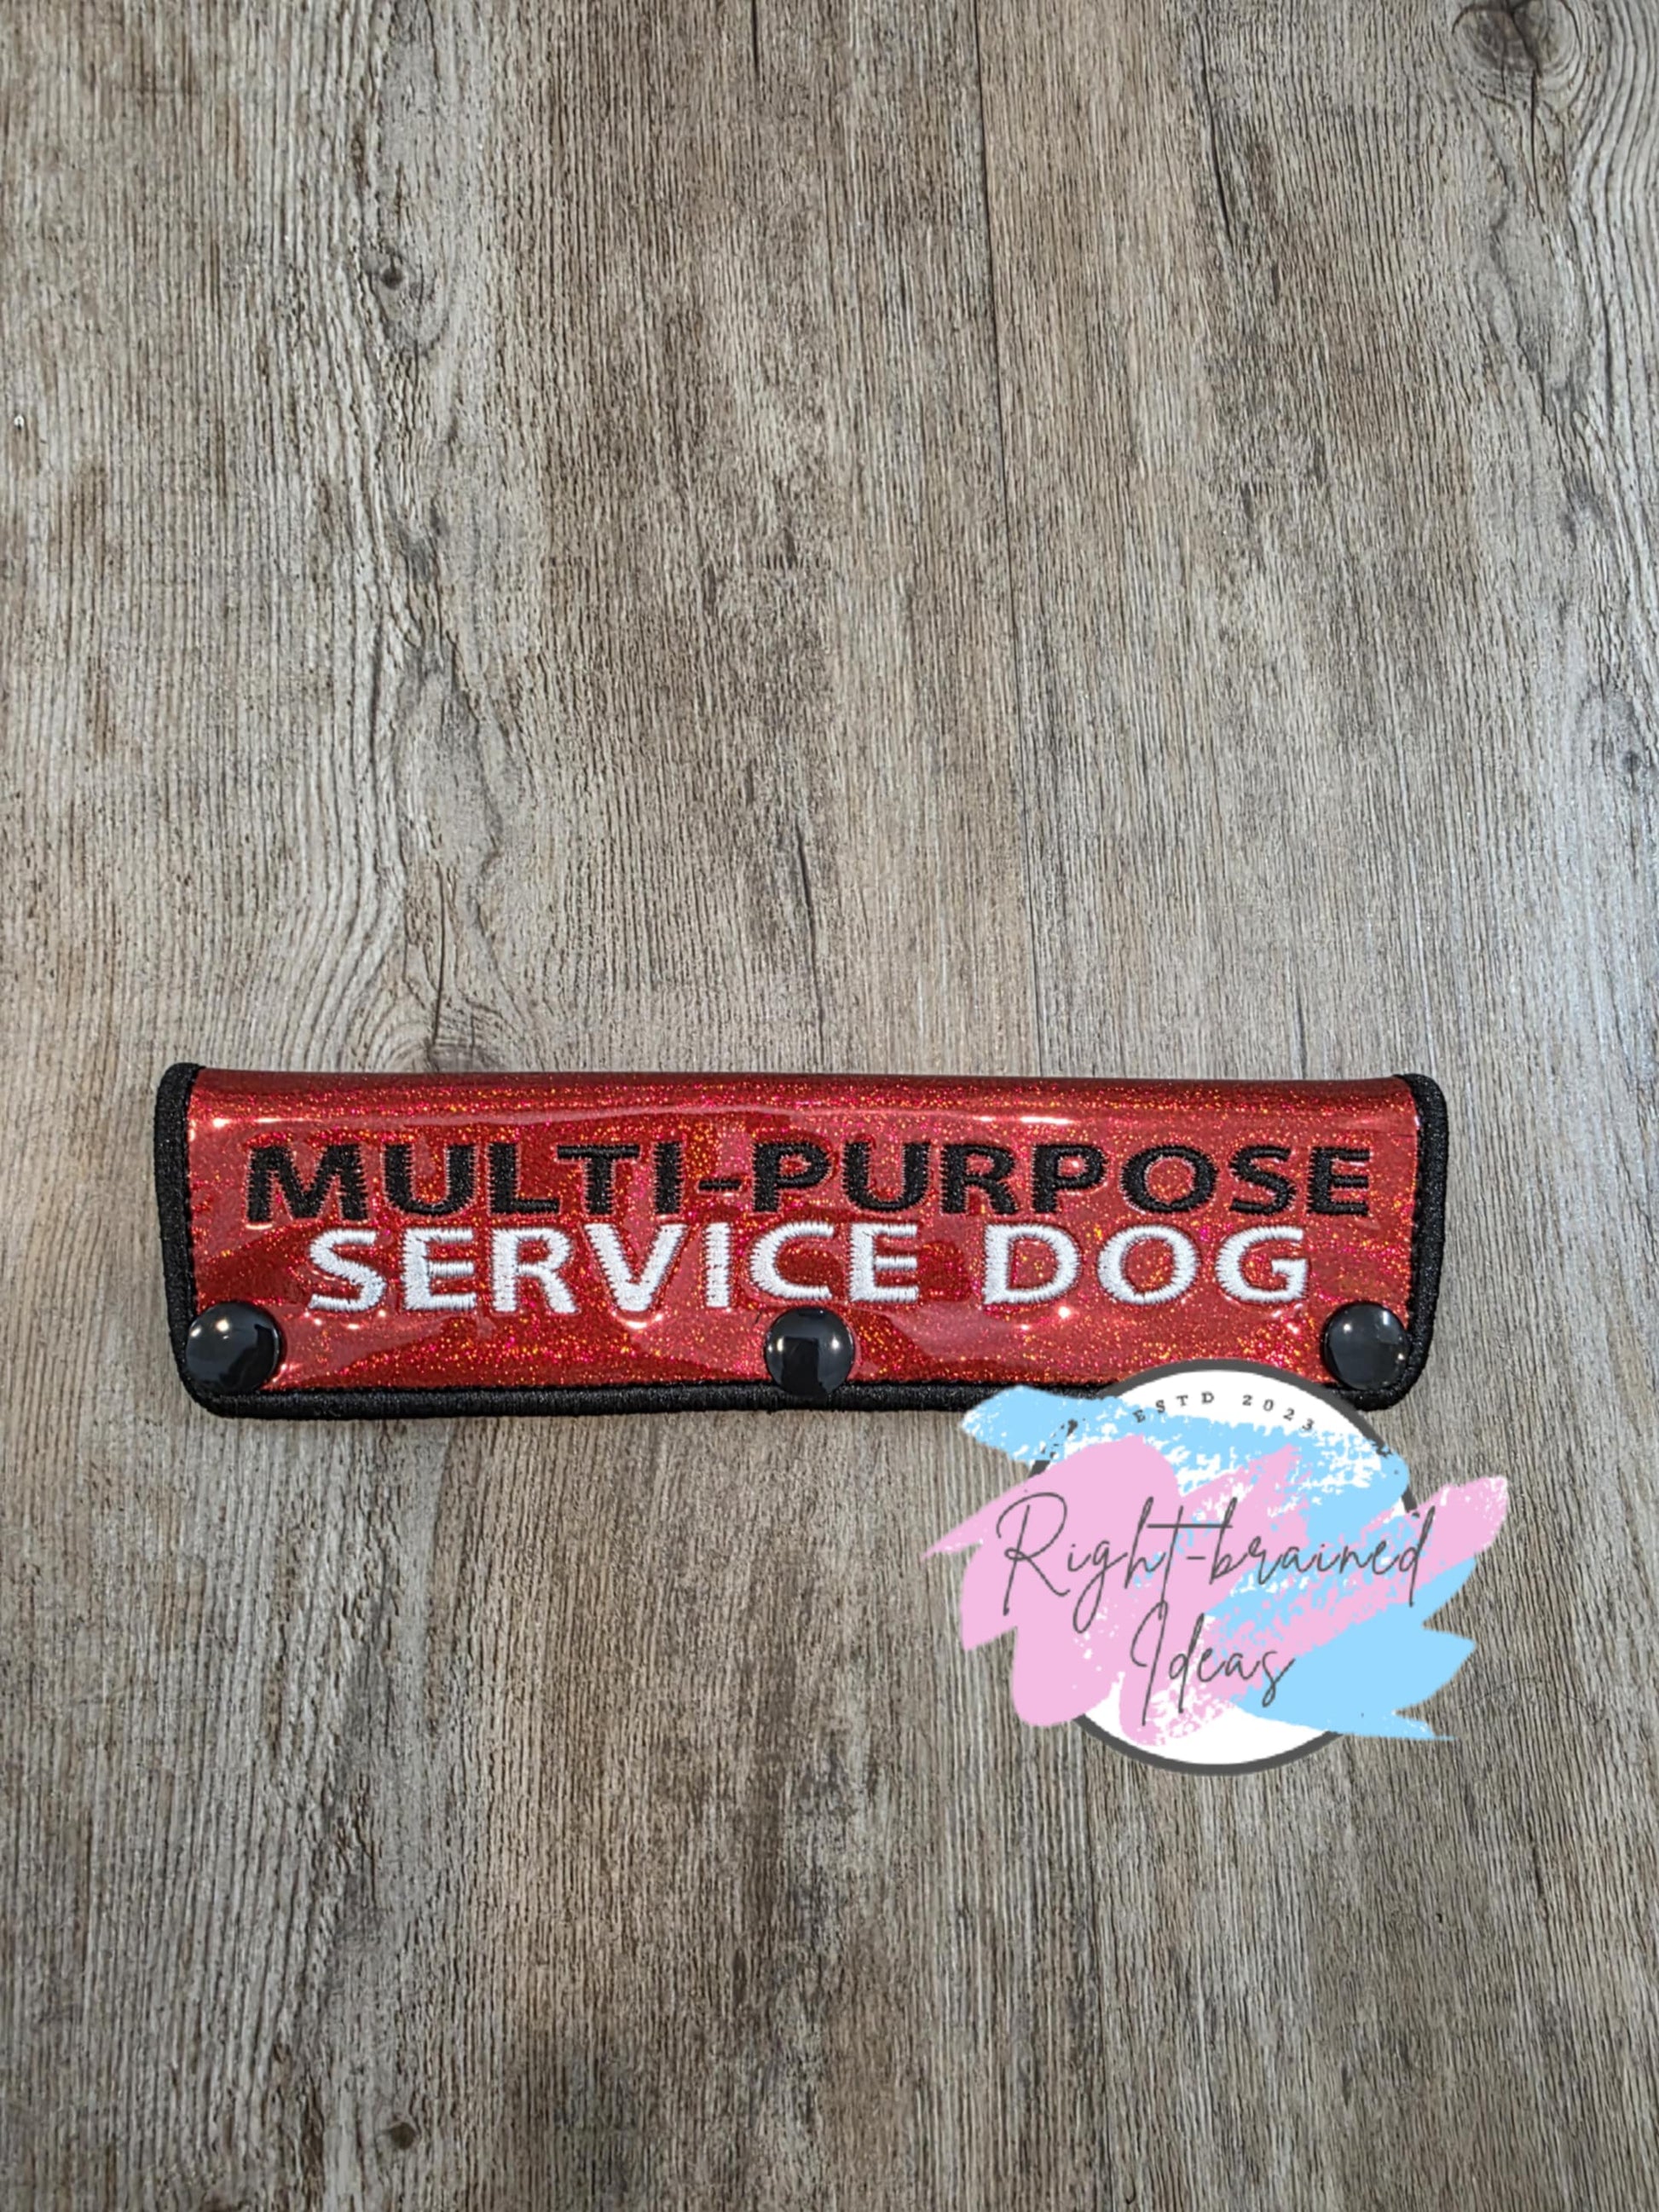 MULTI-PURPOSE
SERVICE DOG
ESTD 2023
Right-brained
Ideas